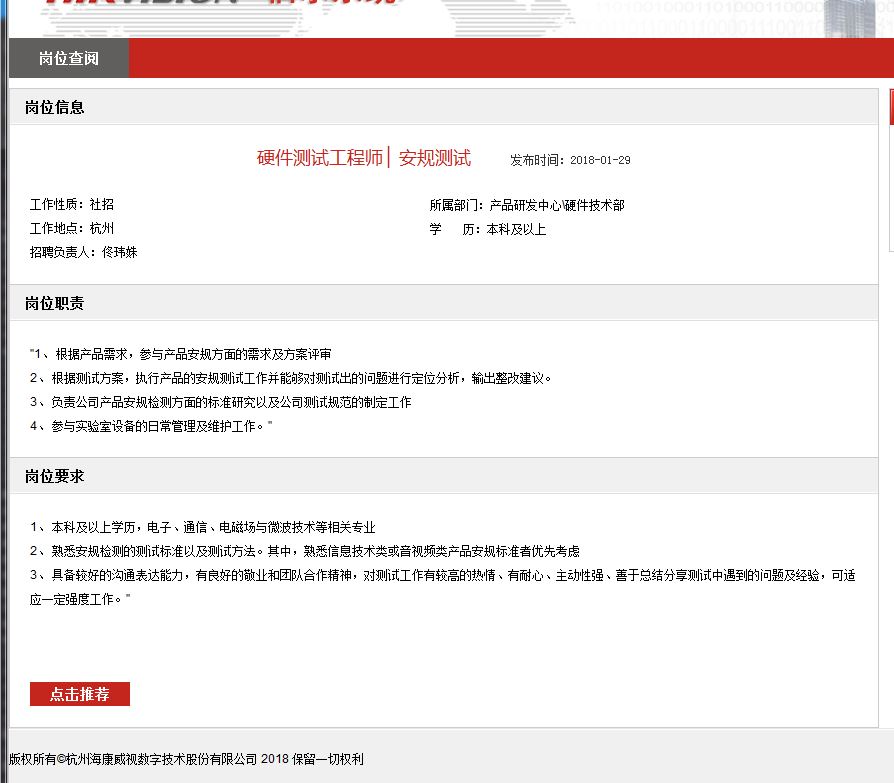 岗位查阅
岗位信息
硬件测试工程师| 安规测试 发布时间：2018-01-29
工作性质：社招 所属部门：产品研发中心\硬件技术部
工作地点：杭州 学 历：本科及以上
招聘负责人：佟玮姝
岗位职责
"1、根据产品需求，参与产品安规方面的需求及方案评审
2、根据测试方案，执行产品的安规测试工作并能够对测试出的问题进行定位分析，输出整改建议。
3、负责公司产品安规检测方面的标准研究以及公司测试规范的制定工作
4、参与实验室设备的日常管理及维护工作。"
岗位要求
1、本科及以上学历，电子、通信、电磁场与微波技术等相关专业
2、熟悉安规检测的测试标准以及测试方法。其中，熟悉信息技术类或音视频类产品安规标准者优先考虑
3、具备较好的沟通表达能力，有良好的敬业和团队合作精神，对测试工作有较高的热情、有耐心、主动性强、善于总结分享测试中遇到的问题及经验，可适
应一定强度工作。"
点击推荐
版权所有©杭州海康威视数字技术股份有限公司 2018 保留一切权利